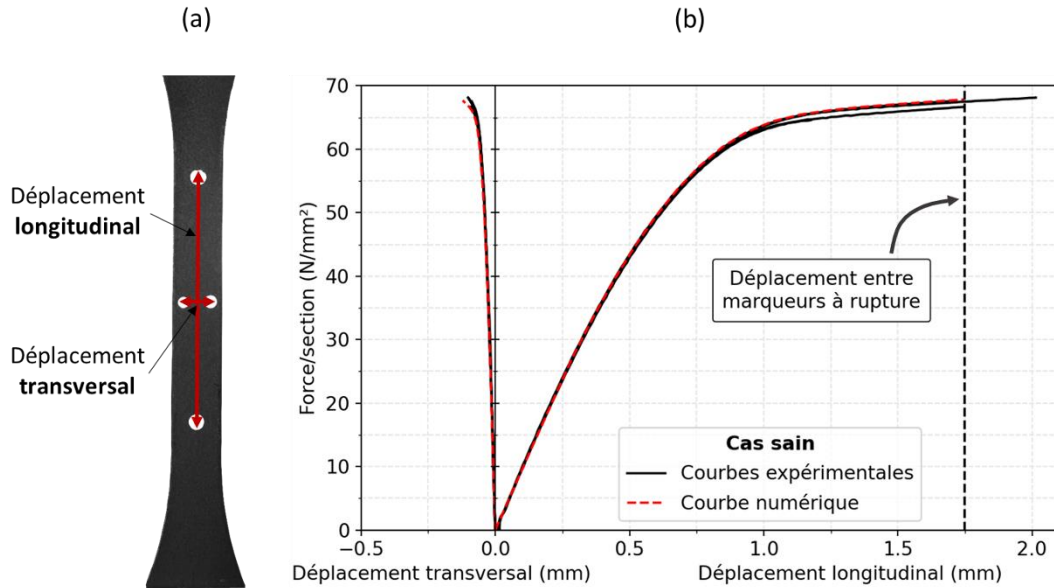 (a)
(b)
Déplacement
longitudinal
Déplacement
transversal
Force/section (N/mm²)
70
60
50
40
30
20
10
0
Déplacement entre
marqueurs à rupture
Cas sain
Courbes expérimentales
Courbe numérique
−0.5
0.0
0.5
1.0
1.5
2.0
Déplacement transversal (mm)
Déplacement longitudinal (mm)